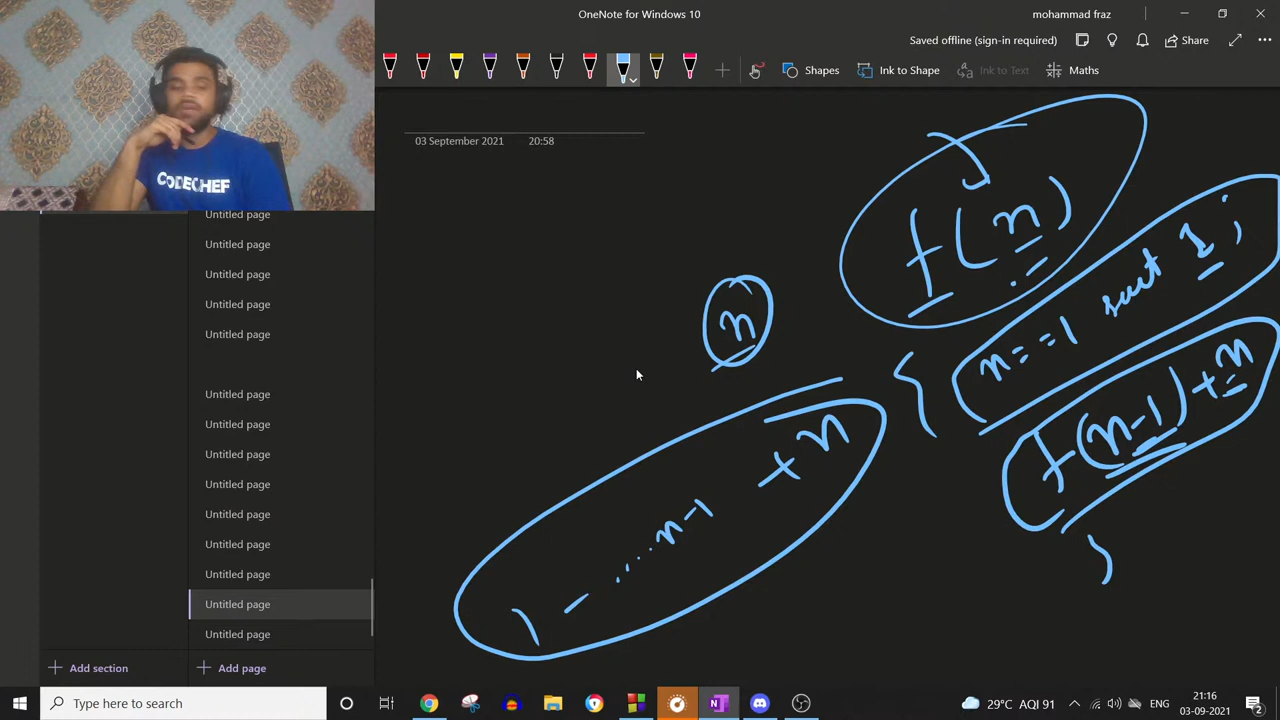 OneNote for Windows 10
mohammad fraz
Saved offline (sign-in required)
Share
Shapes
Ink to Shape
Ink to Text
Maths
03 September 2021 20:58
CODECHEF
Untitled page
Untitled page
Untitled page
Untitled page
Untitled page
Untitled page
Untitled page
Untitled page
Untitled page
Untitled page
Untitled page
Untitled page
Untitled page
Untitled page
f(n)
n
n==1 1;
f(n-1)+n
}
{
1 - ....n-1 + n
Add section
Add page
Type here to search
29°C AQI 91
ENG
21:16
03-09-2021
2